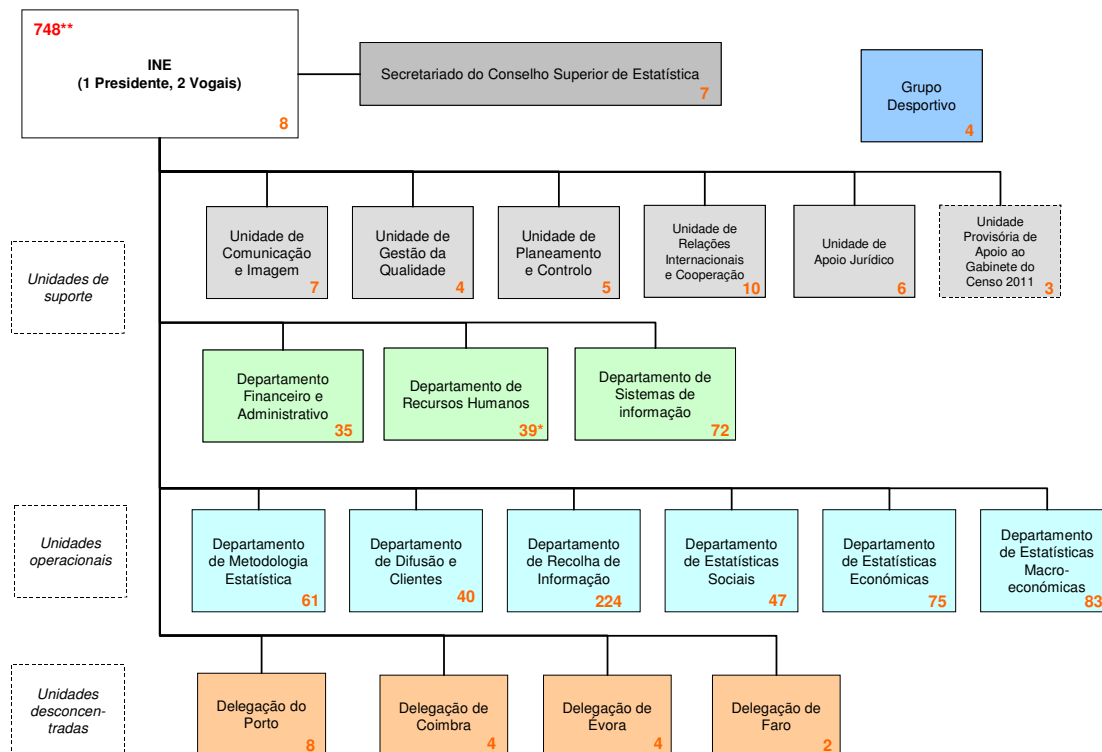 748**
INE
(1 Presidente, 2 Vogais)
8
Secretariado do Conselho Superior de Estatística
7
Grupo
Desportivo
4
Unidades de
suporte
Unidade de
Comunicação
e Imagem
7
Unidade de
Gestão da
Qualidade
4
Unidade de
Planeamento
e Controlo
5
Unidade de
Relações
Internacionais
e Cooperação
10
Unidade de
Apoio Jurídico
6
Unidade
Provisória de
Apoio ao
Gabinete do
Censo 2011
3
Departamento
Financeiro e
Administrativo
35
Departamento de
Recursos Humanos
39*
Departamento de
Sistemas de
informação
72
Unidades
operacionais
Departamento
de Metodologia
Estatística
61
Departamento
de Difusão e
Clientes
40
Departamento
de Recolha de
Informação
224
Departamento
de Estatísticas
Sociais
47
Departamento
de Estatísticas
Económicas
75
Departamento
de Estatísticas
Macro-
económicas
83
Unidades
desconcen-
tradas
Delegação do
Porto
8
Delegação de
Coimbra
4
Delegação de
Évora
4
Delegação de
Faro
2